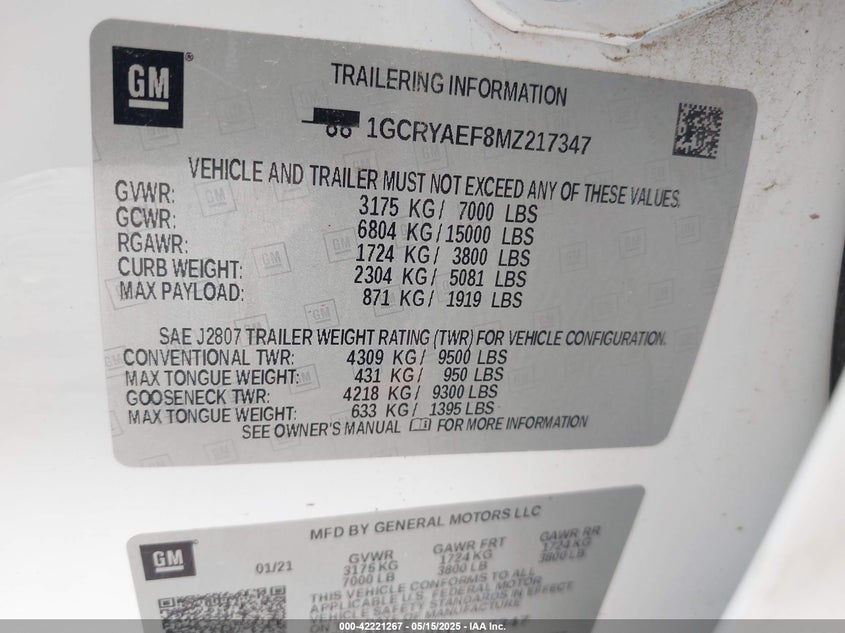 GM
TRAILERING INFORMATION
1GCRYAEF8MZ217347
VEHICLE AND TRAILER MUST NOT EXCEED ANY OF THESE VALUES.
GVWR: 3175 KG/ 7000 LBS
GCWR: 6804 KG/15000 LBS
RGAWR: 1724 KG/ 3800 LBS
CURB WEIGHT: 2304 KG/ 5081 LBS
MAX PAYLOAD: 871 KG/ 1919 LBS
SAE J2807 TRAILER WEIGHT RATING (TWR) FOR VEHICLE CONFIGURATION.
CONVENTIONAL TWR: 4309 KG/ 9500 LBS
MAX TONGUE WEIGHT: 431 KG/ 950 LBS
GOOSENECK TWR: 4218 KG/ 9300 LBS
MAX TONGUE WEIGHT: 633 KG/ 1395 LBS
SEE OWNER'S MANUAL FOR MORE INFORMATION
GM
MFD BY GENERAL MOTORS LLC
01/21 GVWR GAWR FRT GAWR RR
3175 KG 1724 KG 1724 KG
7000 LB 3800 LB 3800 LB
THIS VEHICLE CONFORMS TO ALL
APPLICABLE U.S. FEDERAL MOTOR
VEHICLE SAFETY STANDARDS IN EFFECT
ON OF MANUFACTURE
000-42221267 - 05/15/2025 - IAA Inc.